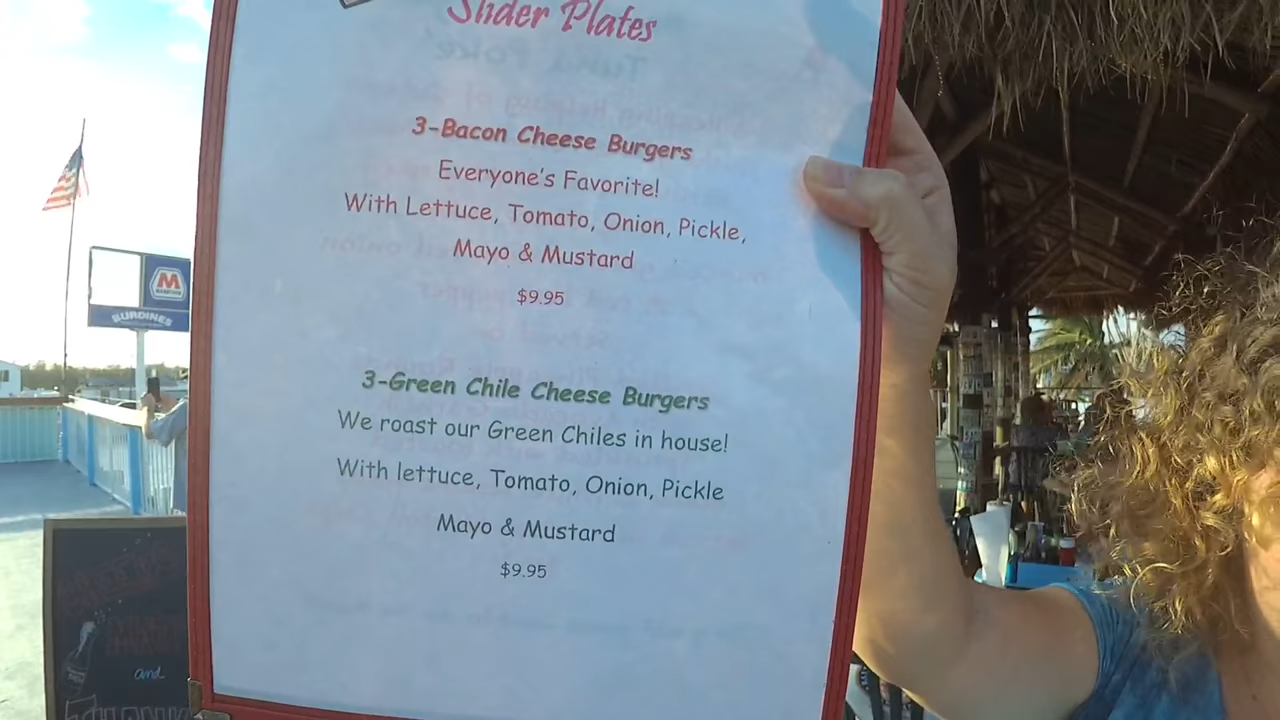 Slider Plates
3-Bacon Cheese Burgers
Everyone's Favorite!
With Lettuce, Tomato, Onion, Pickle,
Mayo & Mustard
$9.95
3-Green Chile Cheese Burgers
We roast our Green Chiles in house!
With lettuce, Tomato, Onion, Pickle
Mayo & Mustard
$9.95
M
MARATHON
BURDINES
and